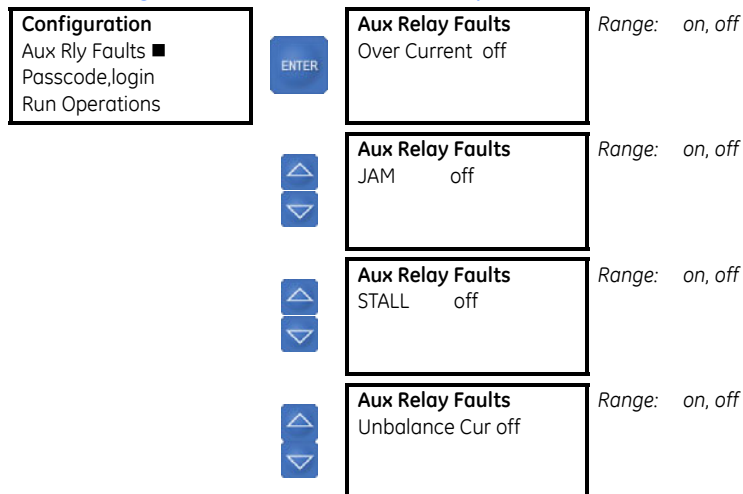 Configuration
Aux Rly Faults ■
Passcode,login
Run Operations
ENTER
Aux Relay Faults
Over Current off
Range: on, off
Aux Relay Faults
JAM off
Range: on, off
Aux Relay Faults
STALL off
Range: on, off
Aux Relay Faults
Unbalance Cur off
Range: on, off